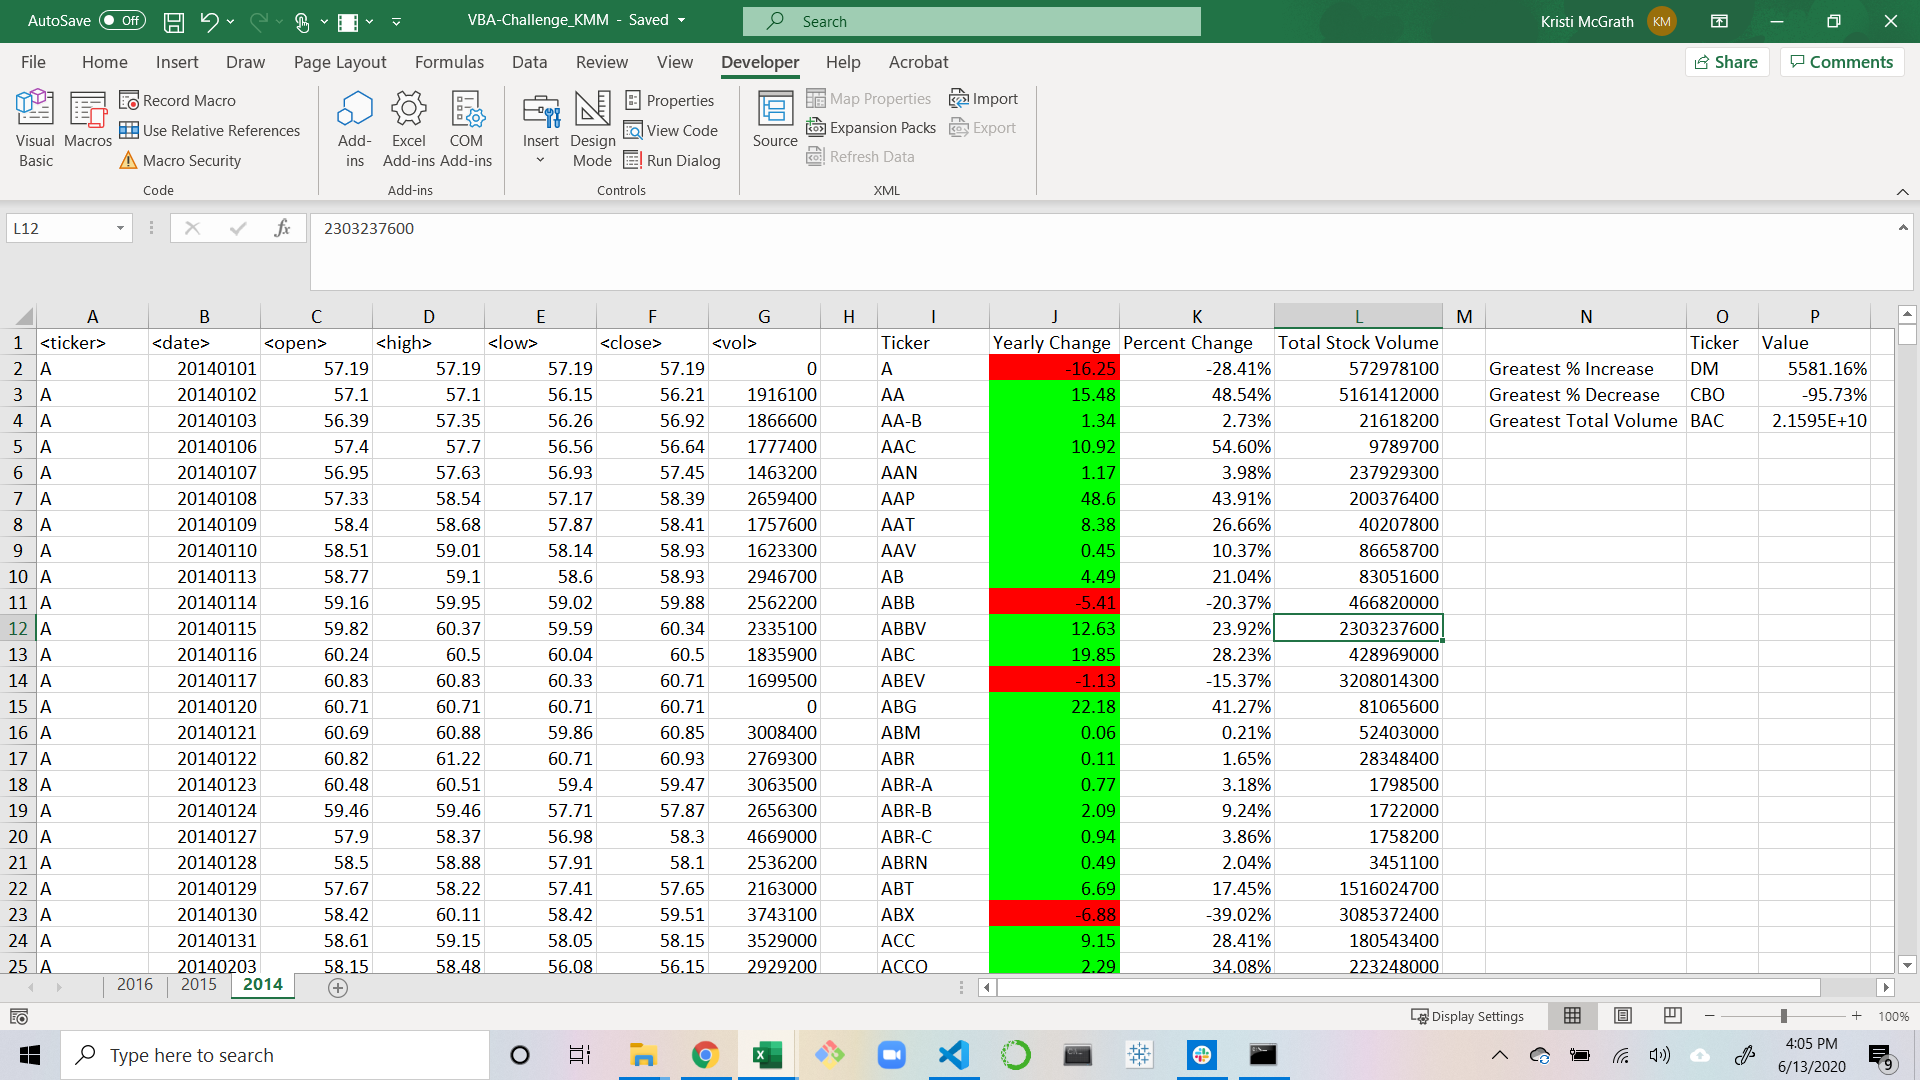 AutoSave Off VBA-Challenge_KMM - Saved Search Kristi McGrath KM
File Home Insert Draw Page Layout Formulas Data Review View Developer Help Acrobat Share Comments
Visual Basic Macros Record Macro Use Relative References Macro Security Code
Add-ins Excel Add-ins COM Add-ins Add-ins
Insert Design Mode Properties View Code Run Dialog Controls
Source Map Properties Expansion Packs Refresh Data Import Export XML
L12 fx 2303237600
A B C D E F G H I J K L M N O P
1 <ticker> <date> <open> <high> <low> <close> <vol> Ticker Yearly Change Percent Change Total Stock Volume Ticker Value
2 A 20140101 57.19 57.19 57.19 57.19 0 A -16.25 -28.41% 572978100 Greatest % Increase DM 5581.16%
3 A 20140102 57.1 57.1 56.15 56.21 1916100 AA 15.48 48.54% 5161412000 Greatest % Decrease CBO -95.73%
4 A 20140103 56.39 57.35 56.26 56.92 1866600 AA-B 1.34 2.73% 21618200 Greatest Total Volume BAC 2.1595E+10
5 A 20140106 57.4 57.7 56.56 56.64 1777400 AAC 10.92 54.60% 9789700
6 A 20140107 56.95 57.63 56.93 57.45 1463200 AAN 1.17 3.98% 237929300
7 A 20140108 57.33 58.54 57.17 58.39 2659400 AAP 48.6 43.91% 200376400
8 A 20140109 58.4 58.68 57.87 58.41 1757600 AAT 8.38 26.66% 40207800
9 A 20140110 58.51 59.01 58.14 58.93 1623300 AAV 0.45 10.37% 86658700
10 A 20140113 58.77 59.1 58.6 58.93 2946700 AB 4.49 21.04% 83051600
11 A 20140114 59.16 59.95 59.02 59.88 2562200 ABB -5.41 -20.37% 466820000
12 A 20140115 59.82 60.37 59.59 60.34 2335100 ABBV 12.63 23.92% 2303237600
13 A 20140116 60.24 60.5 60.04 60.5 1835900 ABC 19.85 28.23% 428969000
14 A 20140117 60.83 60.83 60.33 60.71 1699500 ABEV -1.13 -15.37% 3208014300
15 A 20140120 60.71 60.71 60.71 60.71 0 ABG 22.18 41.27% 81065600
16 A 20140121 60.69 60.88 59.86 60.85 3008400 ABM 0.06 0.21% 52403000
17 A 20140122 60.82 61.22 60.71 60.93 2769300 ABR 0.11 1.65% 28348400
18 A 20140123 60.48 60.51 59.4 59.47 3063500 ABR-A 0.77 3.18% 1798500
19 A 20140124 59.46 59.46 57.71 57.87 2656300 ABR-B 2.09 9.24% 1722000
20 A 20140127 57.9 58.37 56.98 58.3 4669000 ABR-C 0.94 3.86% 1758200
21 A 20140128 58.5 58.88 57.91 58.1 2536200 ABRN 0.49 2.04% 3451100
22 A 20140129 57.67 58.22 57.41 57.65 2163000 ABT 6.69 17.45% 1516024700
23 A 20140130 58.42 60.11 58.42 59.51 3743100 ABX -6.88 -39.02% 3085372400
24 A 20140131 58.61 59.15 58.05 58.15 3529000 ACC 9.15 28.41% 180543400
25 A 20140203 58.15 58.48 56.08 56.15 2929200 ACCO 2.29 34.08% 223248000
2016 2015 2014
Display Settings 100%
Type here to search
4:05 PM
6/13/2020
9